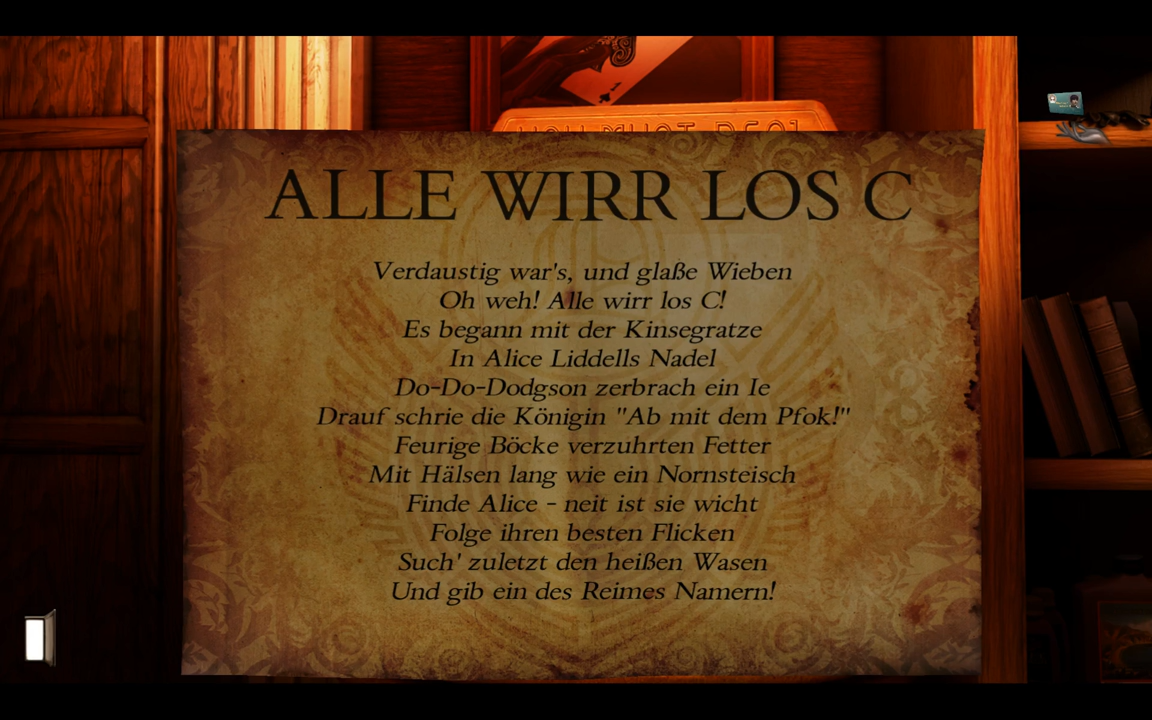 YOU MUST
ALLE WIRR LOS C
Verdaustig war's, und glaße Wieben
Oh weh! Alle wirr los C!
Es begann mit der Kinsegratze
In Alice Liddells Nadel
Do-Do-Dodgson zerbrach ein Ie
Drauf schrie die Königin "Ab mit dem Pfok!"
Feurige Böcke verzuhrten Fetter
Mit Hälsen lang wie ein Nornsteisch
Finde Alice - neit ist sie wicht
Folge ihren besten Flicken
Such' zuletzt den heißen Wasen
Und gib ein des Reimes Namern!